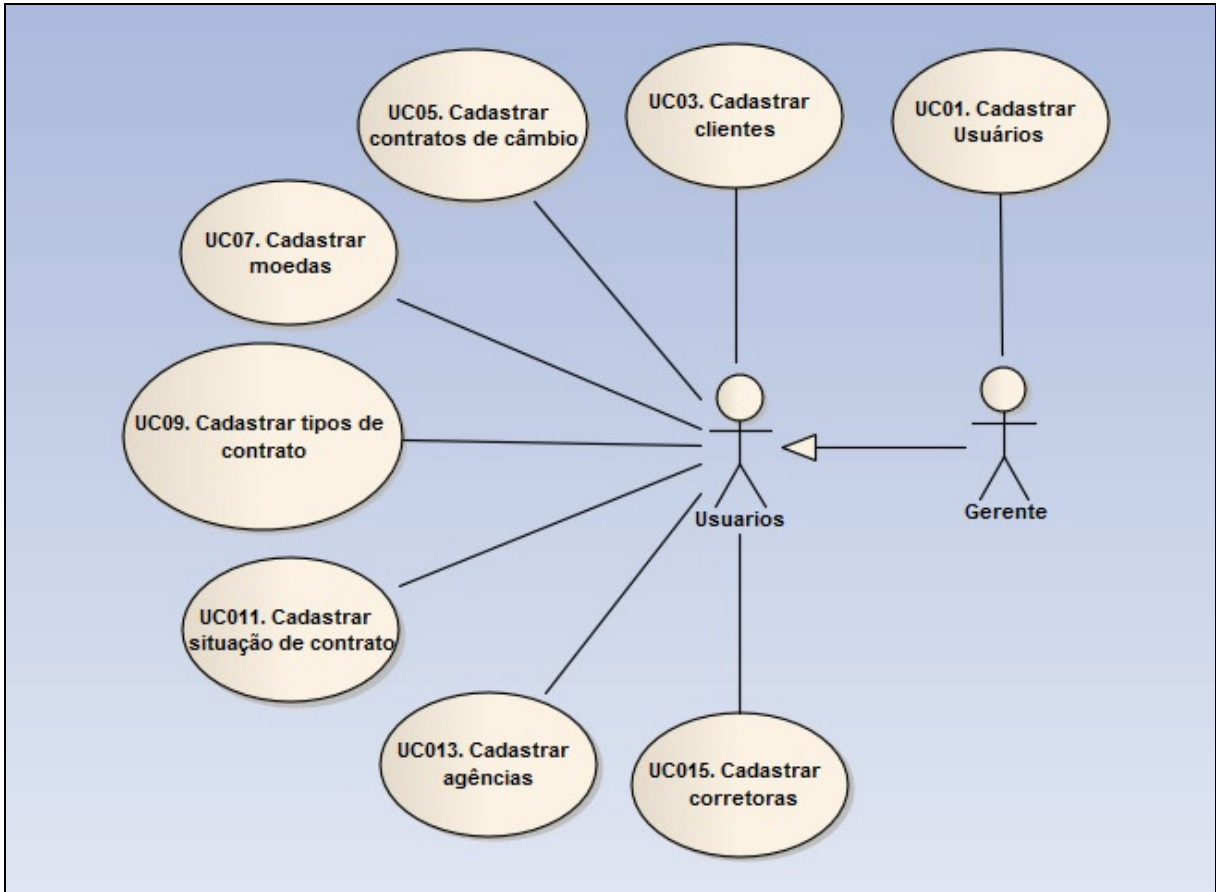 UC05. Cadastrar
contratos de câmbio
UC03. Cadastrar
clientes
UC01. Cadastrar
Usuários
UC07. Cadastrar
moedas
UC09. Cadastrar tipos de
contrato
Usuarios
Gerente
UC011. Cadastrar
situação de contrato
UC013. Cadastrar
agências
UC015. Cadastrar
corretoras